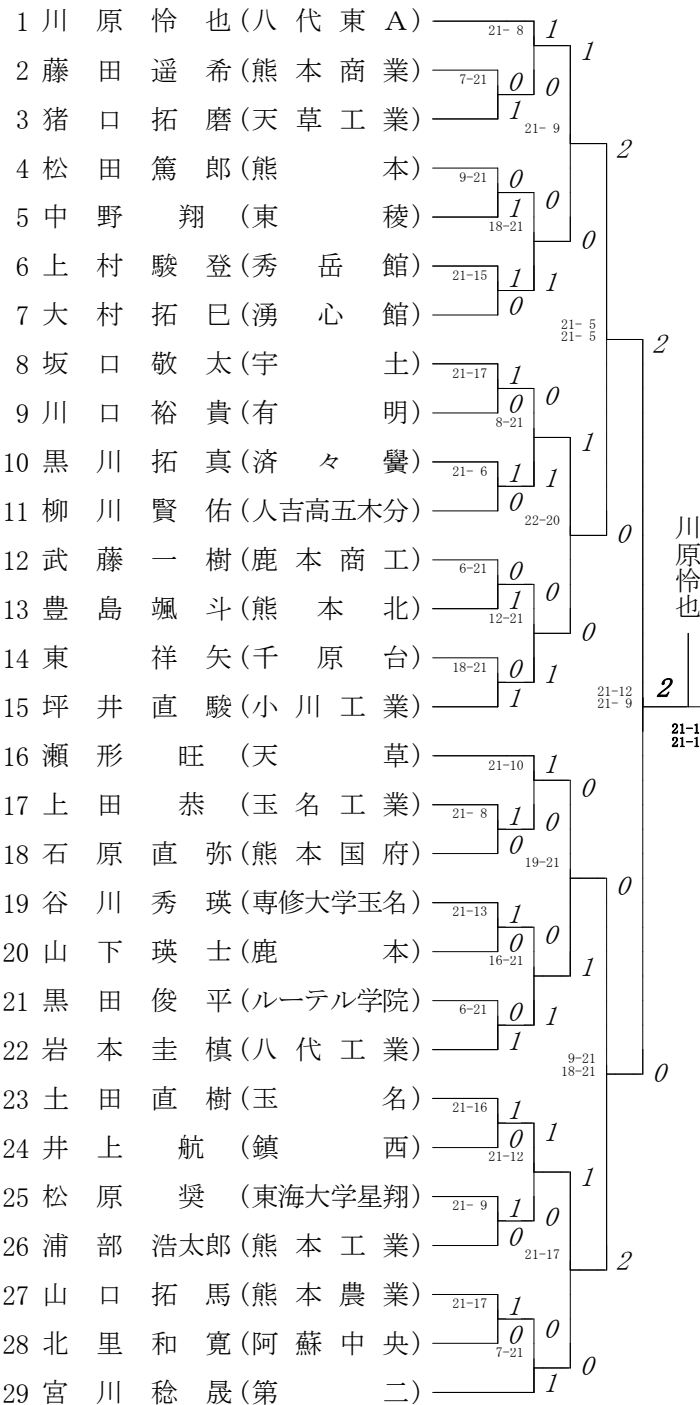 1 川原怜也(八代東A)
21- 8 1
1
2 藤田遥希(熊本商業)
7-21 0 0
3 猪口拓磨(天草工業)
1
21- 9
2
4 松田篤郎(熊本)
9-21 0
0
5 中野翔(東稜)
1
18-21
0
6 上村駿登(秀岳館)
21-15 1 1
7 大村拓巳(湧心館)
0
21- 5
21- 5
2
8 坂口敬太(宇土)
21-17 1
0
9 川口裕貴(有明)
0
8-21
1
10 黒川拓真(済々黌)
21- 6 1 1
11 柳川賢佑(人吉高五木分)
0
22-20
0
12 武藤一樹(鹿本商工)
6-21 0
0
13 豊島颯斗(熊本北)
1
12-21
0
14 東祥矢(千原台)
18-21 0 1
15 坪井直駿(小川工業)
1
21-12
21- 9
2
川原怜也
21-1
21-1
16 瀬形旺(天草)
21-10 1
0
17 上田恭(玉名工業)
21- 8 1 0
18 石原直弥(熊本国府)
0
19-21
0
19 谷川秀瑛(専修大学玉名)
21-13 1
0
20 山下瑛士(鹿本)
0
16-21
1
21 黒田俊平(ルーテル学院)
6-21 0 1
22 岩本圭槙(八代工業)
1
9-21
18-21
0
23 土田直樹(玉名)
21-16 1
1
24 井上航(鎮西)
0
21-12
1
25 松原奨(東海大学星翔)
21- 9 1 0
26 浦部浩太郎(熊本工業)
0
21-17
2
27 山口拓馬(熊本農業)
21-17 1
0
28 北里和寛(阿蘇中央)
0
7-21
0
29 宮川稔晟(第二)
1